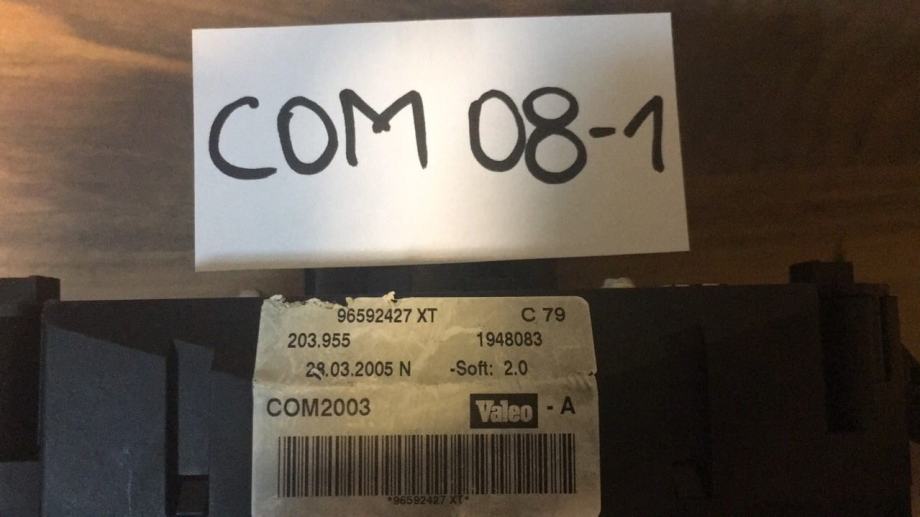 COM 08-1
96592427 XT C 79
203.955 1948083
28.03.2005 N -Soft: 2.0
COM2003 Valeo - A
*96592427 XT*